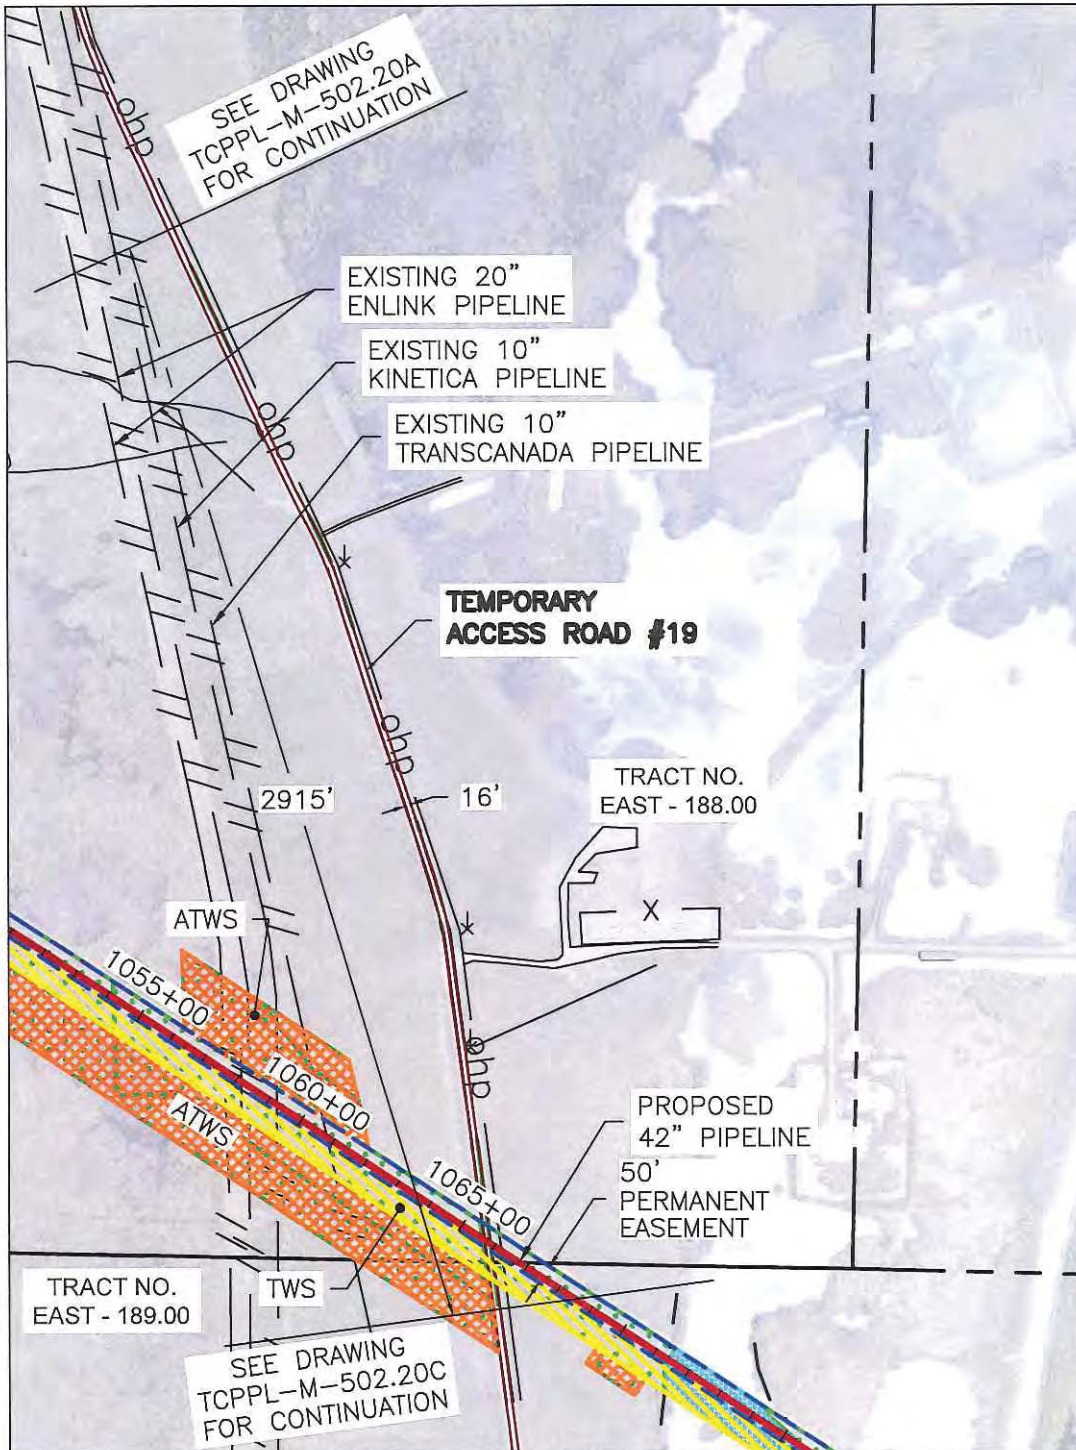 SEE DRAWING
TCPPL-M-502.20A
FOR CONTINUATION
ohp
EXISTING 20"
ENLINK PIPELINE
EXISTING 10"
KINETICA PIPELINE
ohp
EXISTING 10"
TRANSCANADA PIPELINE
TEMPORARY
ACCESS ROAD #19
ohp
2915'
16'
TRACT NO.
EAST - 188.00
X
ATWS
1055+00
ohp
1060+00
ATWS
PROPOSED
42" PIPELINE
1065+00
50'
PERMANENT
EASEMENT
TRACT NO.
EAST - 189.00
TWS
SEE DRAWING
TCPPL-M-502.20C
FOR CONTINUATION